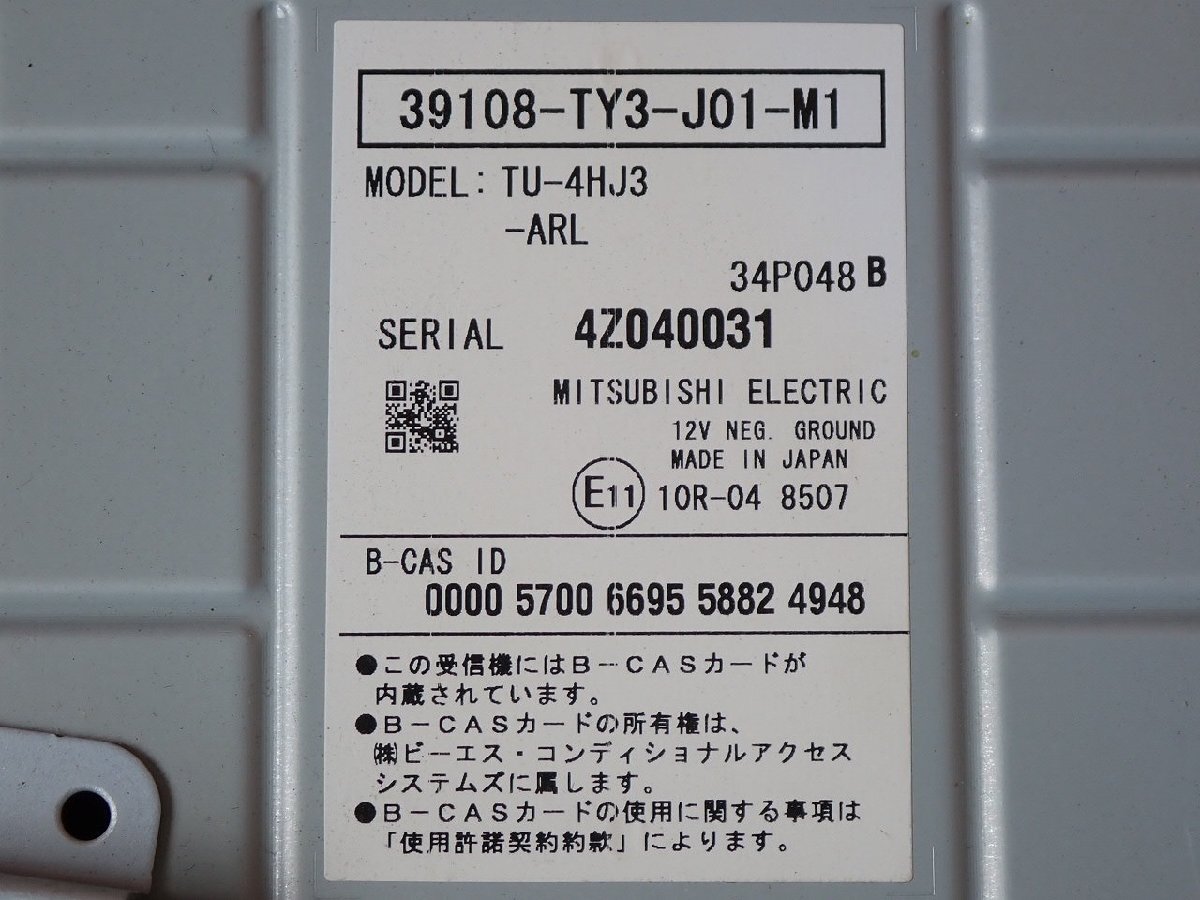 39108-TY3-J01-M1
MODEL: TU-4HJ3
-ARL
34P048 B
SERIAL 4Z040031
MITSUBISHI ELECTRIC
12V NEG. GROUND
MADE IN JAPAN
E11 10R-04 8507
B-CAS ID
0000 5700 6695 5882 4948
●この受信機にはB-CASカードが
内蔵されています。
●B-CASカードの所有権は、
㈱ビーエス・コンディショナルアクセス
システムズに属します。
●B-CASカードの使用に関する事項は
「使用許諾契約約款」によります。